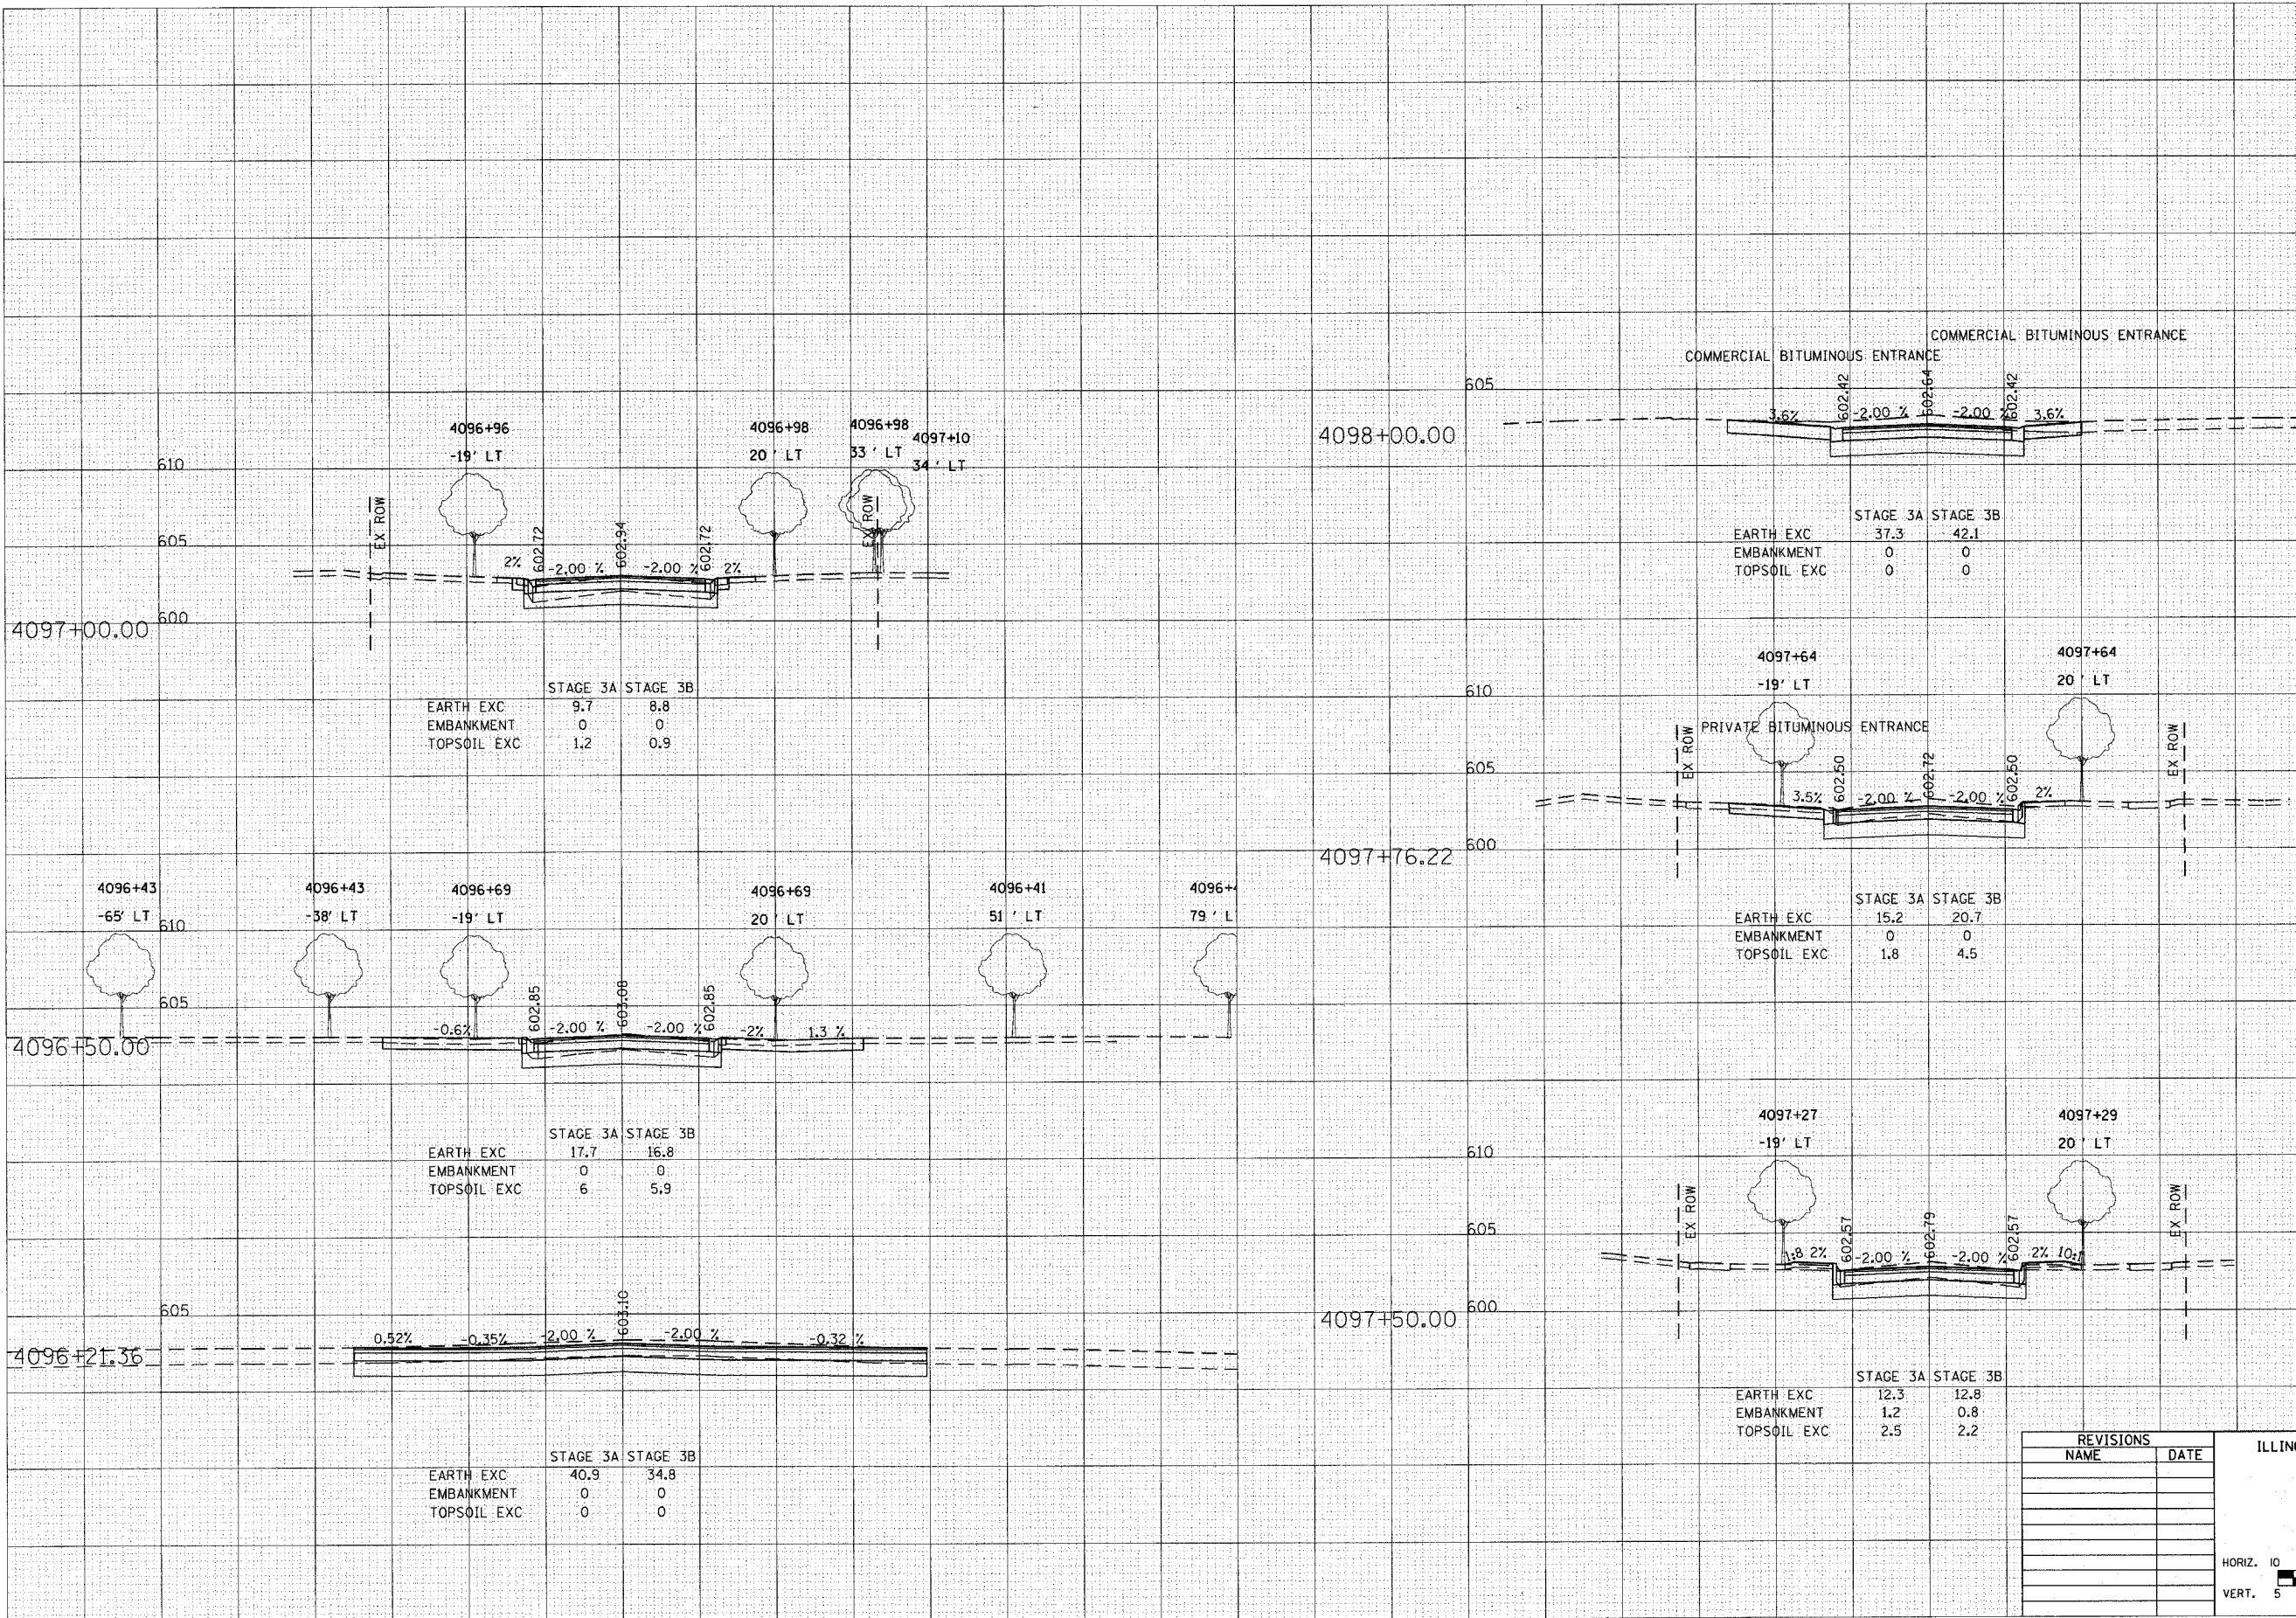 4096+96
-19' LT
4096+98
20 ' LT
4096+98
33 ' LT
4097+10
34 ' LT
610
EX ROW
EX ROW
605
2% 602.72 -2.00 % 602.94 -2.00 % 602.72 2%
600
4097+00.00
STAGE 3A STAGE 3B
EARTH EXC 9.7 8.8
EMBANKMENT 0 0
TOPSOIL EXC 1.2 0.9
4096+43
-65' LT
4096+43
-38' LT
4096+69
-19' LT
4096+69
20 ' LT
4096+41
51 ' LT
79 ' L
610
605
-0.6% 602.85 -2.00 % 603.08 -2.00 % 602.85 -2% 1.3 %
4096+50.00
STAGE 3A STAGE 3B
EARTH EXC 17.7 16.8
EMBANKMENT 0 0
TOPSOIL EXC 6 5.9
605
0.52% -0.35% -2.00 % 603.10 -2.00 % -0.32 %
4096+21.36
STAGE 3A STAGE 3B
EARTH EXC 40.9 34.8
EMBANKMENT 0 0
TOPSOIL EXC 0 0
COMMERCIAL BITUMINOUS ENTRANCE
COMMERCIAL BITUMINOUS ENTRANCE
605
3.6% 602.42 -2.00 % 602.64 -2.00 % 602.42 3.6%
4098+00.00
STAGE 3A STAGE 3B
EARTH EXC 37.3 42.1
EMBANKMENT 0 0
TOPSOIL EXC 0 0
4097+64
-19' LT
4097+64
20 ' LT
610
EX ROW
PRIVATE BITUMINOUS ENTRANCE
EX ROW
605
3.5% 602.50 -2.00 % 602.72 -2.00 % 602.50 2%
600
4097+76.22
STAGE 3A STAGE 3B
EARTH EXC 15.2 20.7
EMBANKMENT 0 0
TOPSOIL EXC 1.8 4.5
4097+27
-19' LT
4097+29
20 ' LT
610
EX ROW
EX ROW
605
1:8 2% 602.57 -2.00 % 602.79 -2.00 % 602.57 2% 10:1
600
4097+50.00
STAGE 3A STAGE 3B
EARTH EXC 12.3 12.8
EMBANKMENT 1.2 0.8
TOPSOIL EXC 2.5 2.2
REVISIONS
NAME DATE
HORIZ. 10
VERT. 5